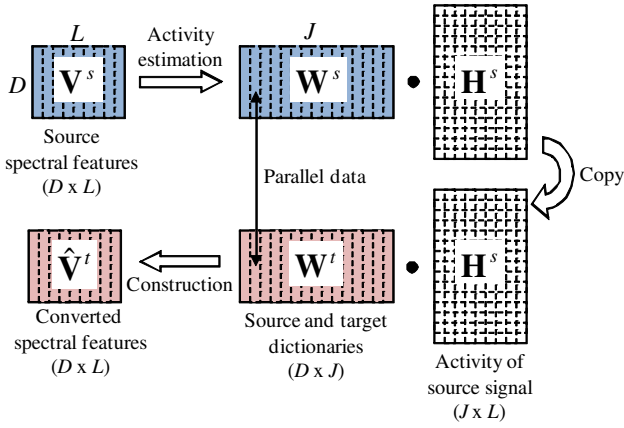 L
Activity
estimation
J
D
V^s
W^s
H^s
Source
spectral features
(D x L)
Parallel data
Copy
V̂^t
Construction
W^t
H^s
Converted
spectral features
(D x L)
Source and target
dictionaries
(D x J)
Activity of
source signal
(J x L)